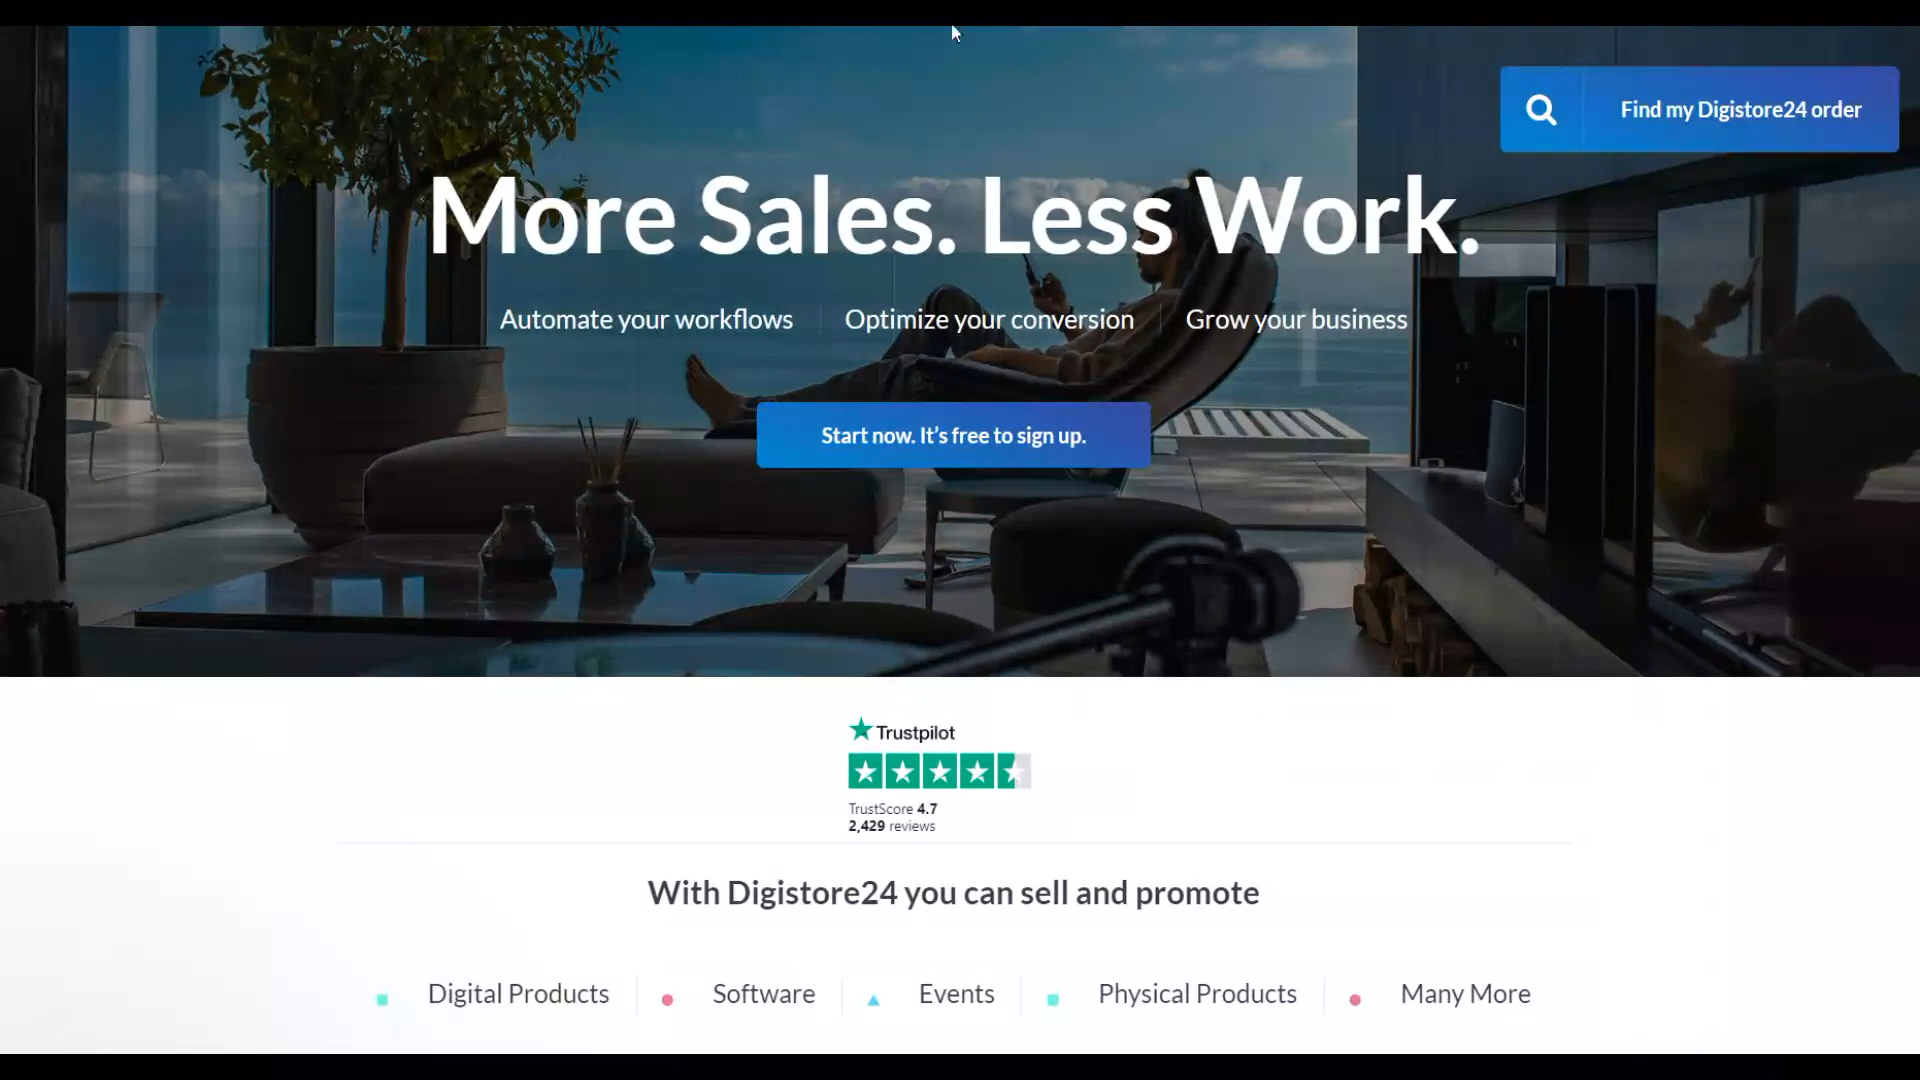 Find my Digistore24 order
More Sales. Less Work.
Automate your workflows Optimize your conversion Grow your business
Start now. It’s free to sign up.
Trustpilot
TrustScore 4.7
2,429 reviews
With Digistore24 you can sell and promote
Digital Products Software Events Physical Products Many More